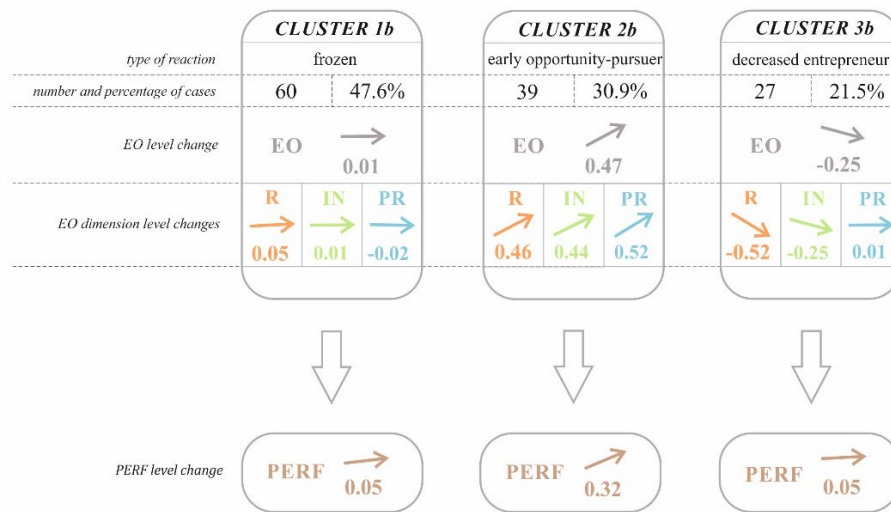 CLUSTER 1b CLUSTER 2b CLUSTER 3b
type of reaction frozen early opportunity-pursuer decreased entrepreneur
number and percentage of cases 60 47.6% 39 30.9% 27 21.5%
EO level change EO 0.01 EO 0.47 EO -0.25
R IN PR R IN PR R IN PR
EO dimension level changes
0.05 0.01 -0.02 0.46 0.44 0.52 -0.52 -0.25 0.01
PERF level change PERF 0.05 PERF 0.32 PERF 0.05